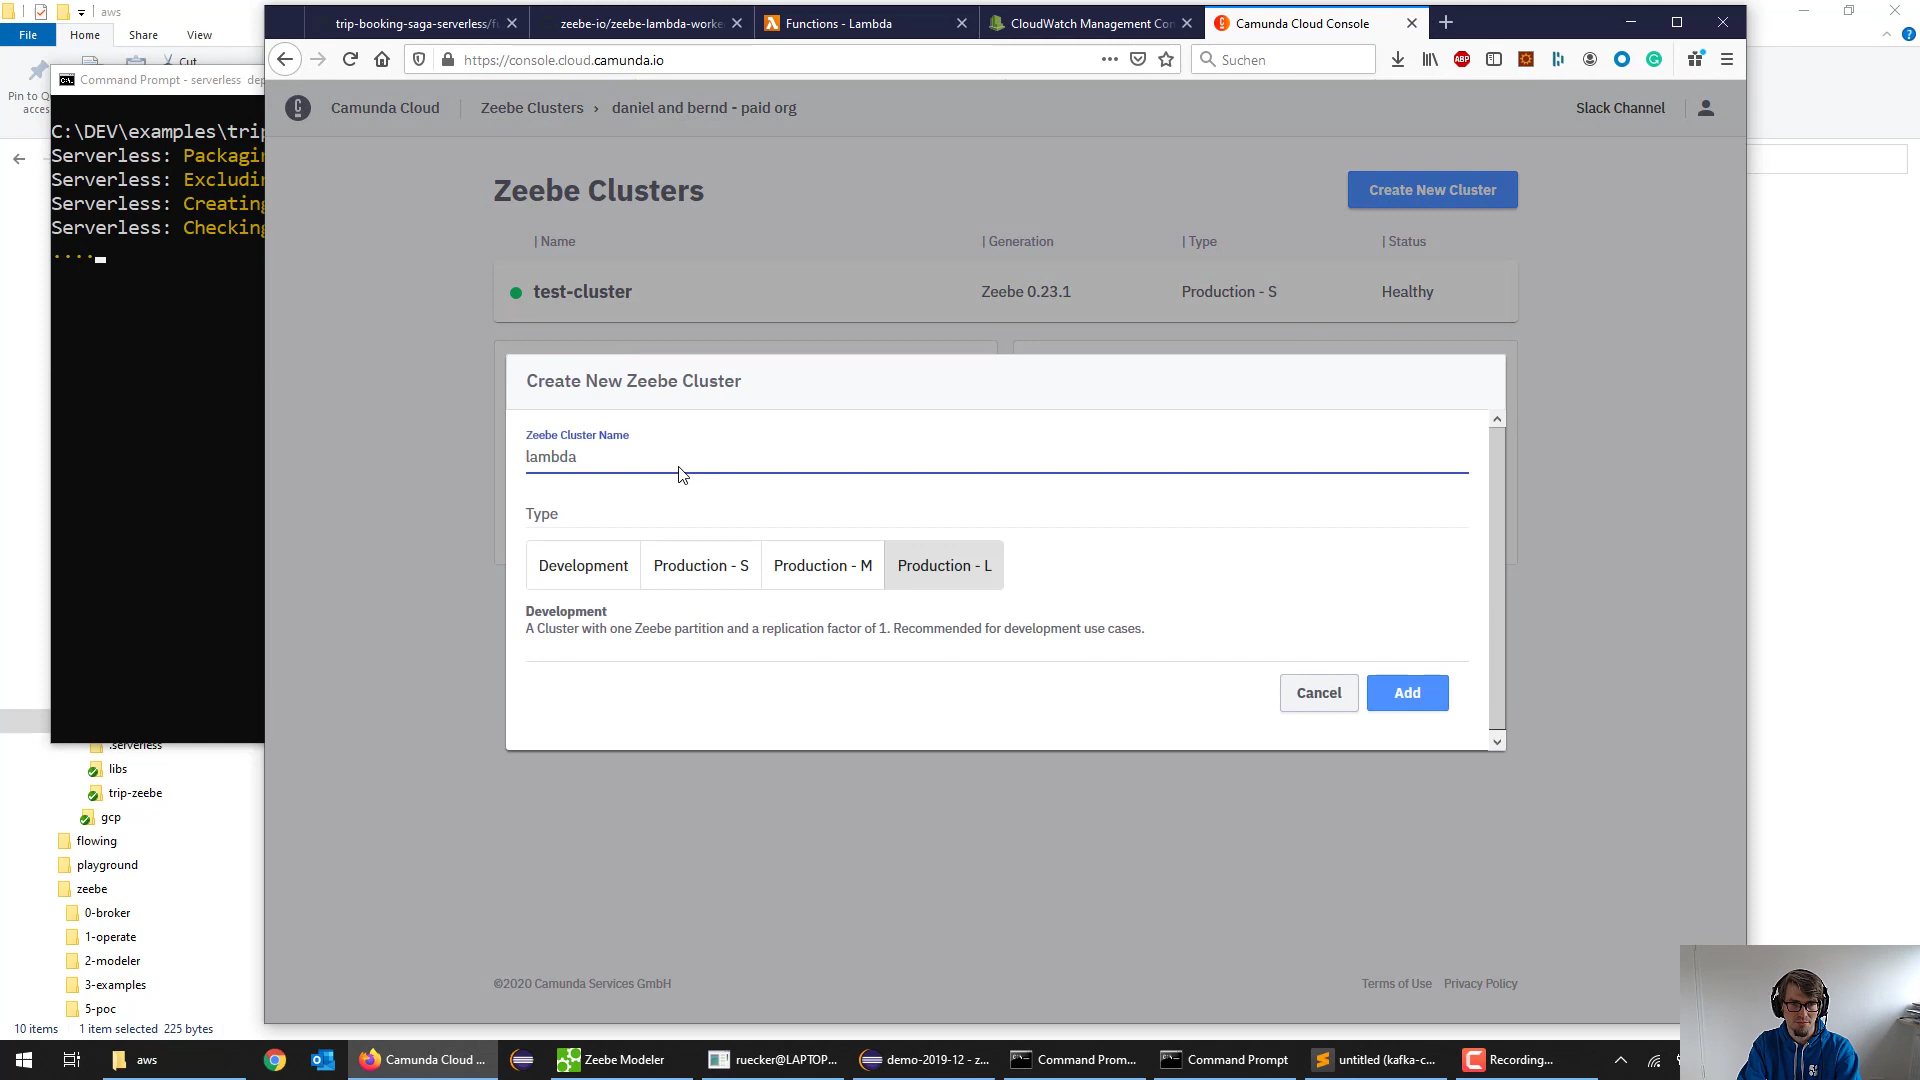 aws
File
Home
Share
View
Cut
Pin to Q
acces
Command Prompt - serverless dep
C:\DEV\examples\trip
Serverless: Packagin
Serverless: Excludin
Serverless: Creating
Serverless: Checking
....
.serverless
libs
trip-zeebe
gcp
flowing
playground
zeebe
0-broker
1-operate
2-modeler
3-examples
5-poc
10 items 1 item selected 225 bytes
trip-booking-saga-serverless/fu
zeebe-io/zeebe-lambda-worke
Functions - Lambda
CloudWatch Management Con
Camunda Cloud Console
https://console.cloud.camunda.io
Suchen
ABP
Camunda Cloud
Zeebe Clusters › daniel and bernd - paid org
Slack Channel
Zeebe Clusters
Create New Cluster
| Name
| Generation
| Type
| Status
test-cluster
Zeebe 0.23.1
Production - S
Healthy
Create New Zeebe Cluster
Zeebe Cluster Name
lambda
Type
Development
Production - S
Production - M
Production - L
Development
A Cluster with one Zeebe partition and a replication factor of 1. Recommended for development use cases.
Cancel
Add
©2020 Camunda Services GmbH
Terms of Use
Privacy Policy
aws
Camunda Cloud ...
Zeebe Modeler
ruecker@LAPTOP...
demo-2019-12 - z...
Command Prom...
Command Prompt
untitled (kafka-c...
Recording...